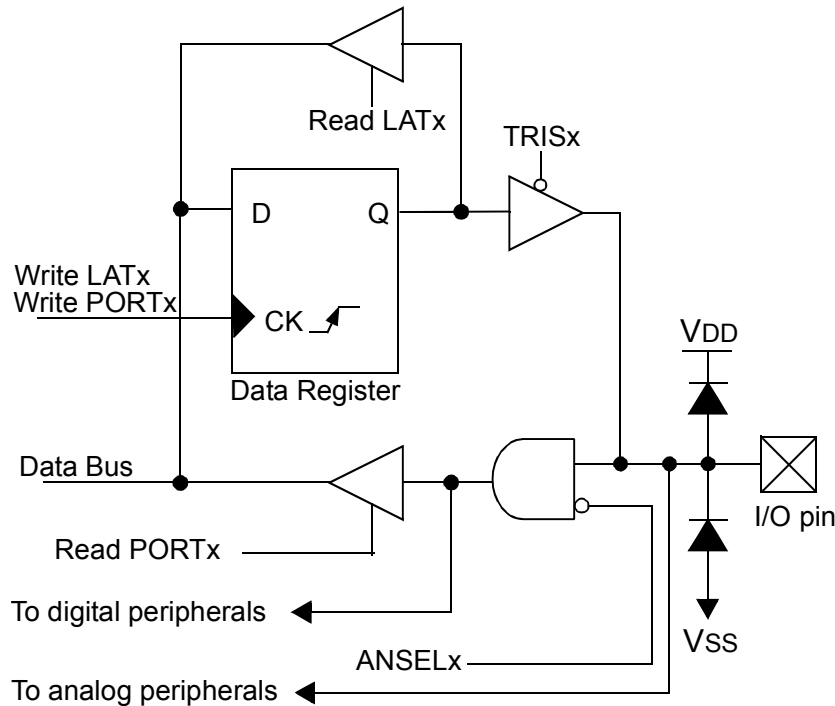 Read LATx
TRISx
D
Q
Write LATx
Write PORTx
CK
VDD
Data Register
Data Bus
I/O pin
Read PORTx
To digital peripherals
VSS
ANSELx
To analog peripherals